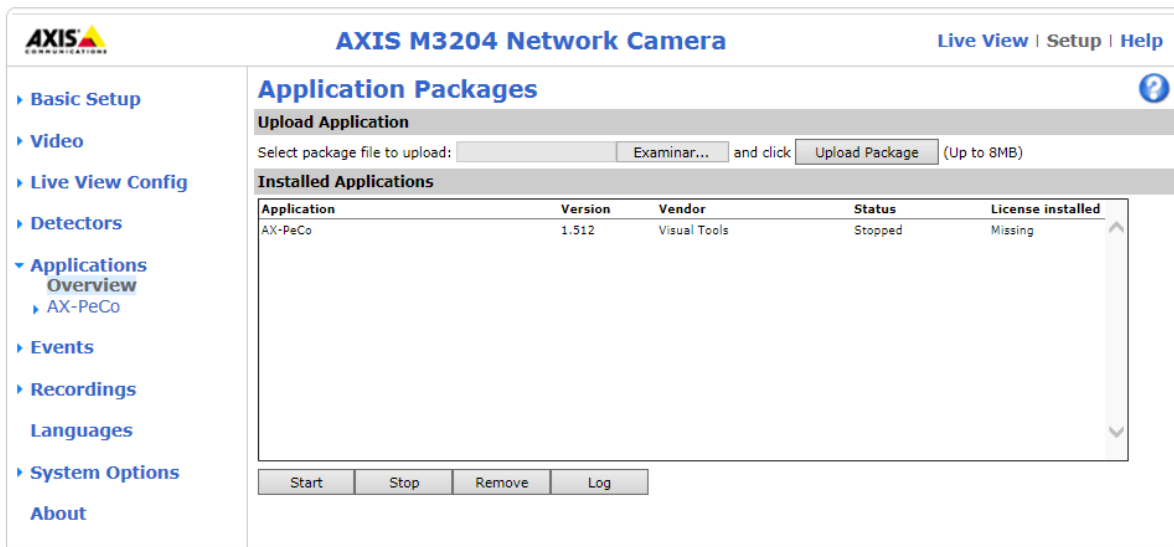 AXIS
COMMUNICATIONS
AXIS M3204 Network Camera
Live View | Setup | Help
Basic Setup
Video
Live View Config
Detectors
Applications
Overview
AX-PeCo
Events
Recordings
Languages
System Options
About
Application Packages
?
Upload Application
Select package file to upload: Examinar... and click Upload Package (Up to 8MB)
Installed Applications
Application Version Vendor Status License installed
AX-PeCo 1.512 Visual Tools Stopped Missing
Start Stop Remove Log